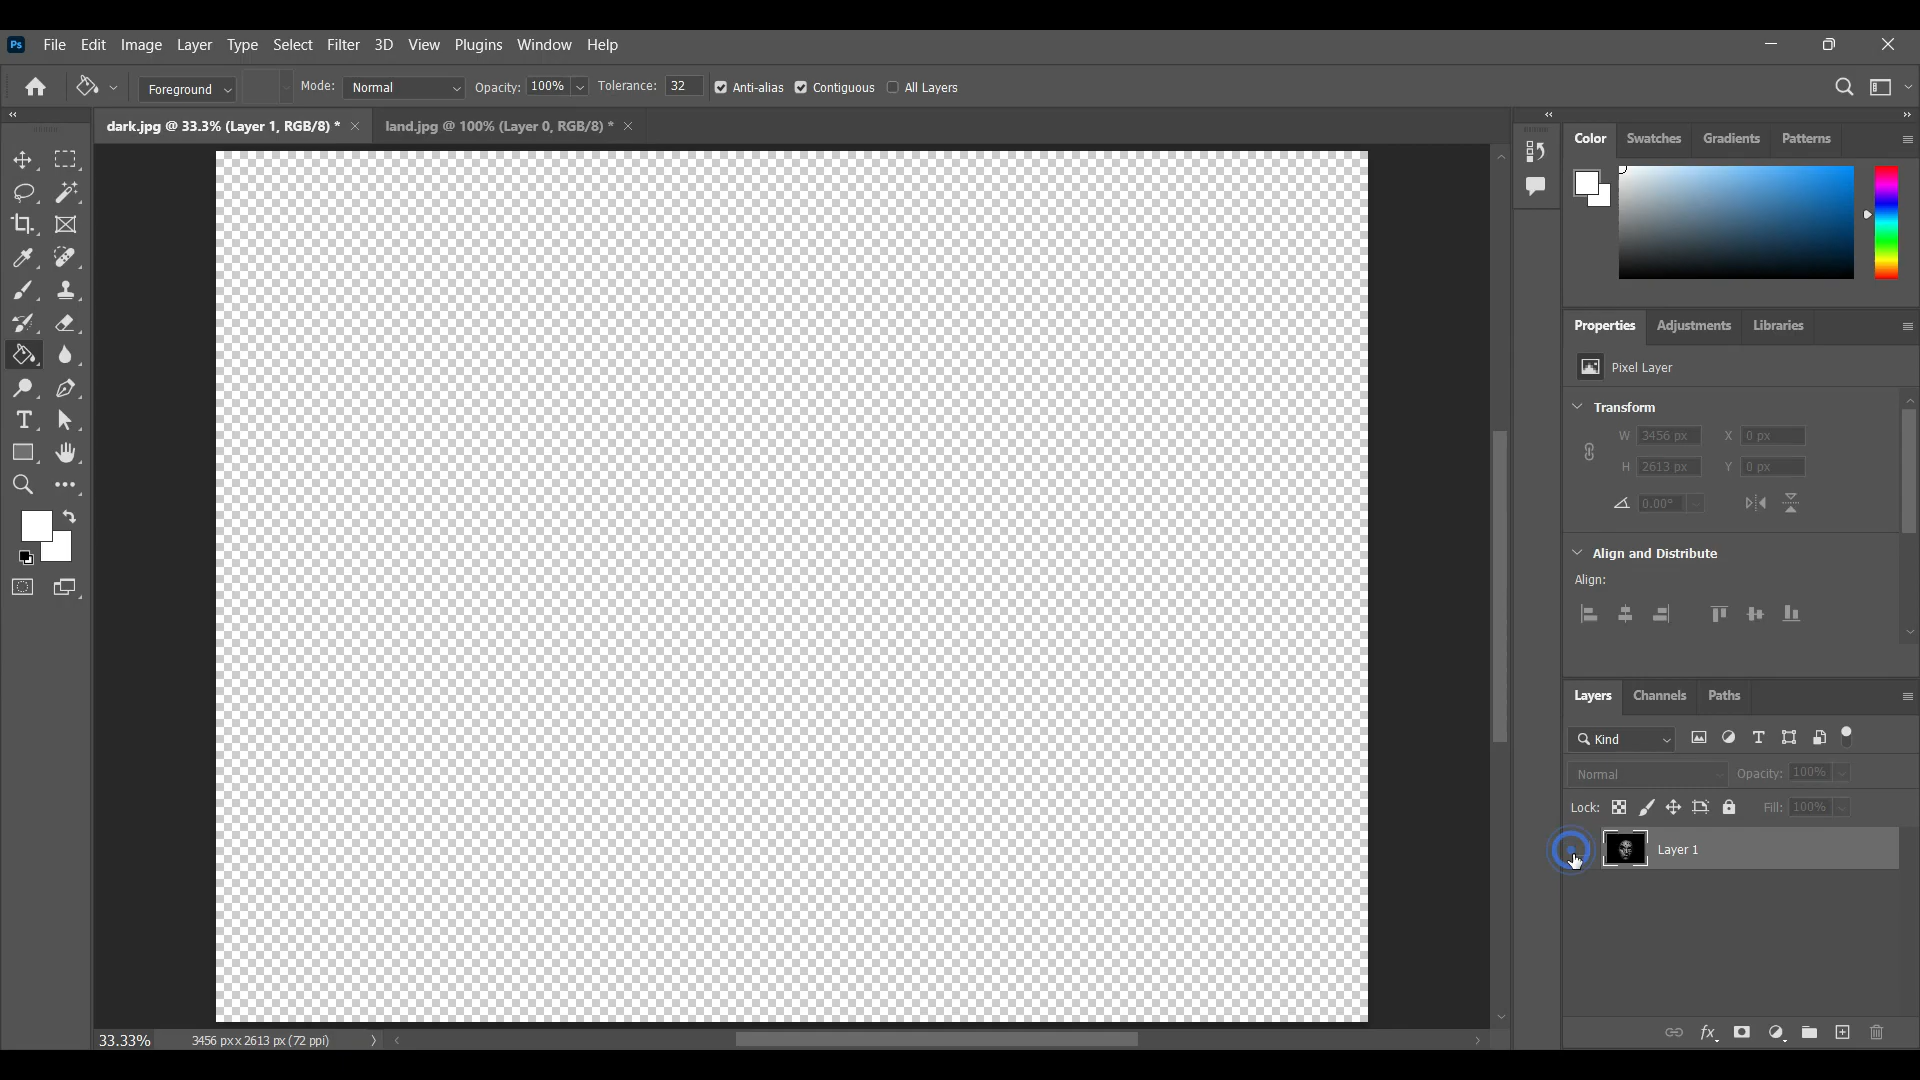 Ps File Edit Image Layer Type Select Filter 3D View Plugins Window Help
Foreground Mode: Normal Opacity: 100% Tolerance: 32 Anti-alias Contiguous All Layers
dark.jpg @ 33.3% (Layer 1, RGB/8) * land.jpg @ 100% (Layer 0, RGB/8) *
Color Swatches Gradients Patterns
Properties Adjustments Libraries
Pixel Layer
Transform
W 3456 px X 0 px
H 2613 px Y 0 px
0.00°
Align and Distribute
Align:
Layers Channels Paths
Kind
Normal Opacity: 100%
Lock: Fill: 100%
Layer 1
33.33% 3456 px x 2613 px (72 ppi)